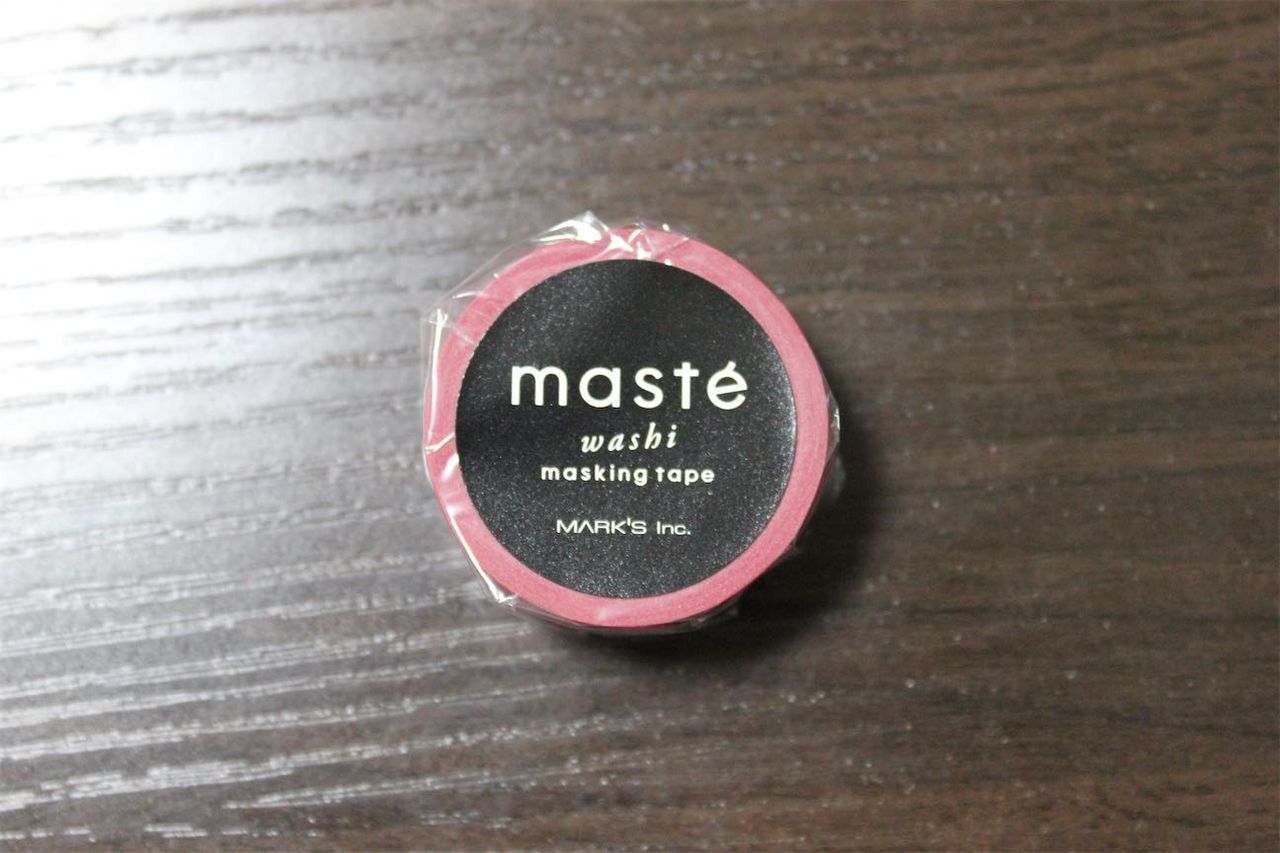 masté
washi
masking tape
MARK'S Inc.